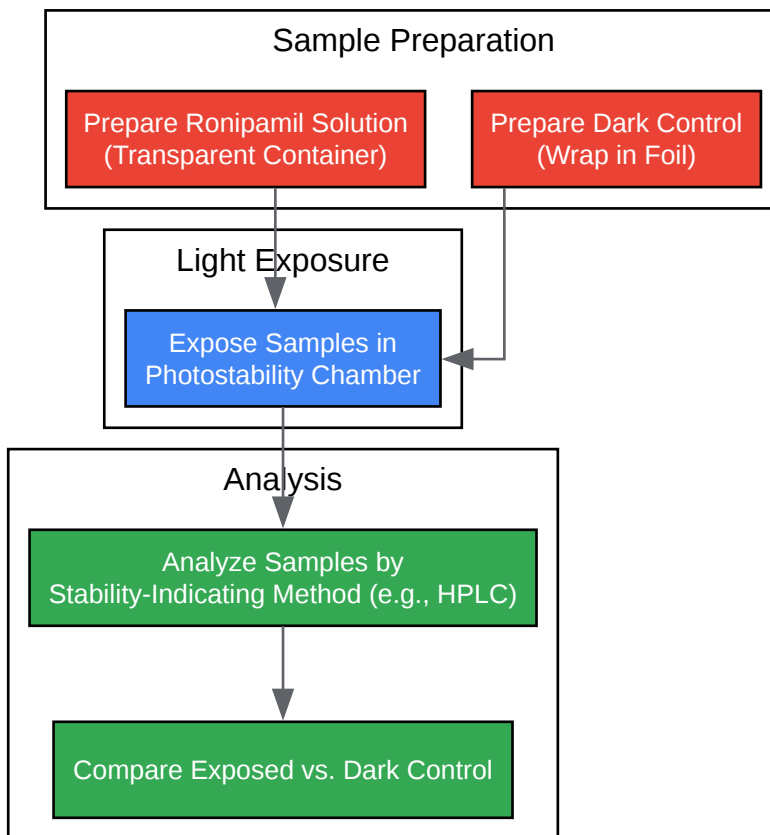 Sample Preparation
Prepare Ronipamil Solution
(Transparent Container)
Prepare Dark Control
(Wrap in Foil)
Light Exposure
Expose Samples in
Photostability Chamber
Analysis
Analyze Samples by
Stability-Indicating Method (e.g., HPLC)
Compare Exposed vs. Dark Control